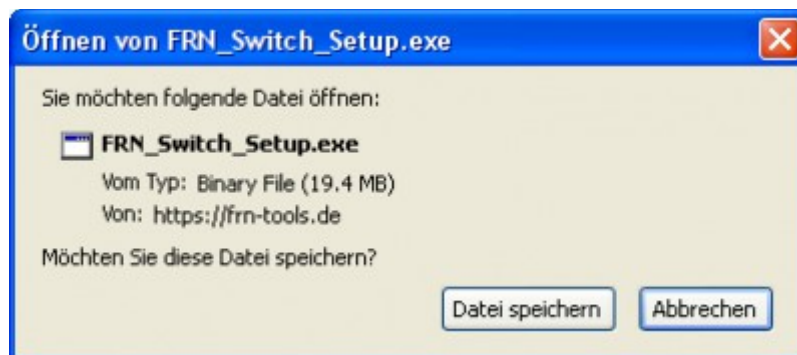 Öffnen von FRN_Switch_Setup.exe
Sie möchten folgende Datei öffnen:
FRN_Switch_Setup.exe
Vom Typ: Binary File (19.4 MB)
Von: https://frn-tools.de
Möchten Sie diese Datei speichern?
Datei speichern Abbrechen